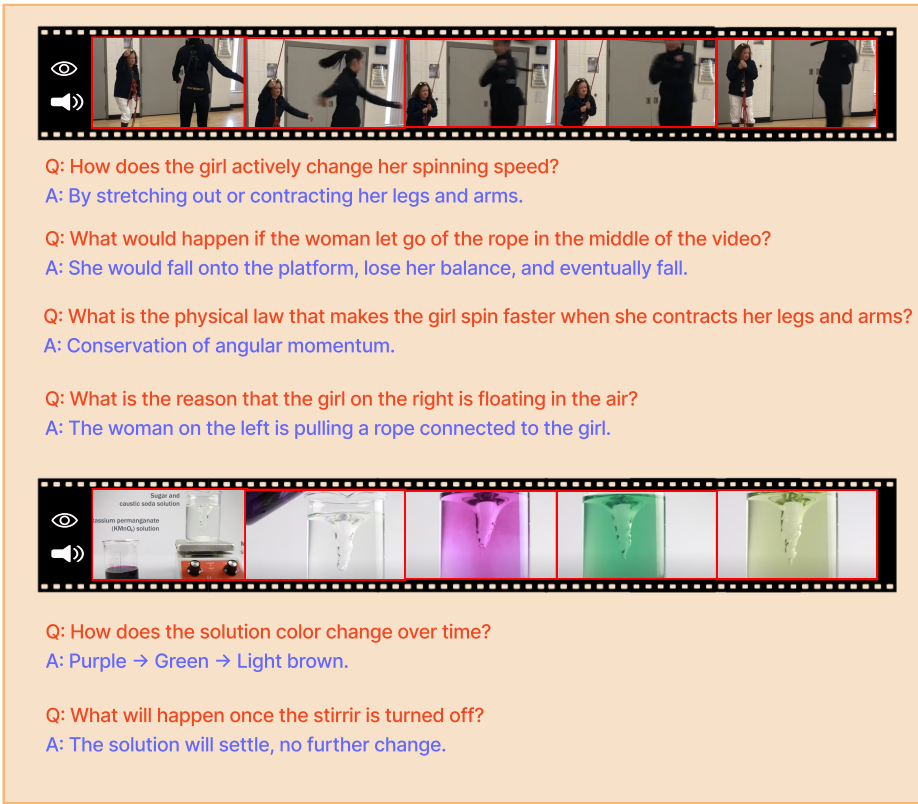 Q: How does the girl actively change her spinning speed?
A: By stretching out or contracting her legs and arms.
Q: What would happen if the woman let go of the rope in the middle of the video?
A: She would fall onto the platform, lose her balance, and eventually fall.
Q: What is the physical law that makes the girl spin faster when she contracts her legs and arms?
A: Conservation of angular momentum.
Q: What is the reason that the girl on the right is floating in the air?
A: The woman on the left is pulling a rope connected to the girl.
Sugar and
caustic soda solution
assium permanganate
(KMnO₄) solution
Q: How does the solution color change over time?
A: Purple → Green → Light brown.
Q: What will happen once the stirrir is turned off?
A: The solution will settle, no further change.